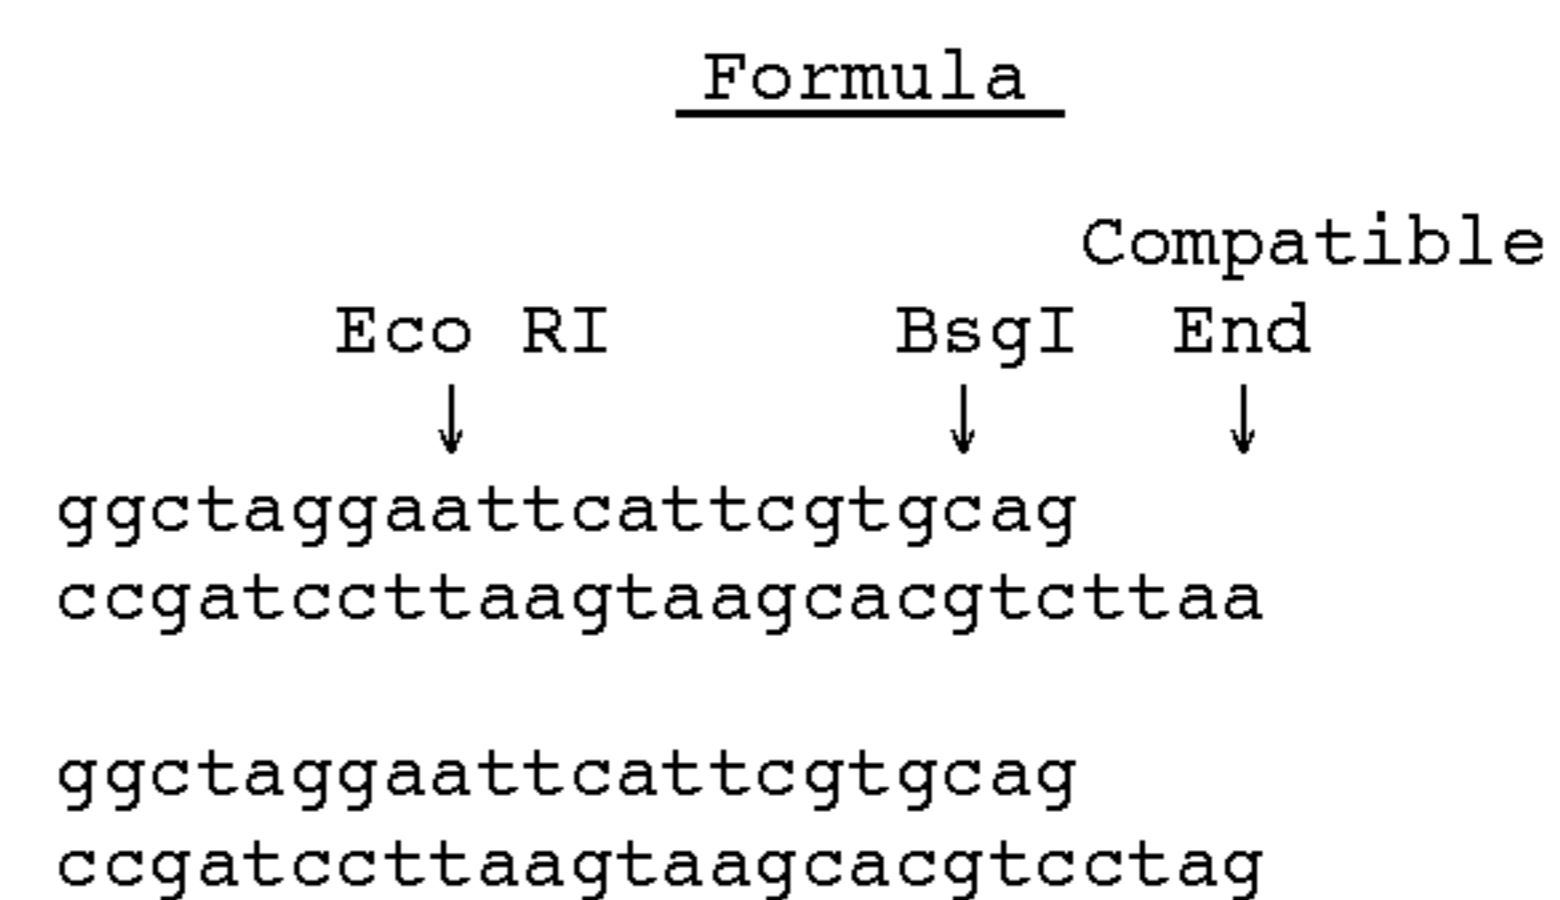 Formula
Compatible
Eco RI BsgI End
ggctaggaattcattcgtgcag
ccgatccttaagtaagcacgtcttaa
ggctaggaattcattcgtgcag
ccgatccttaagtaagcacgtcctag